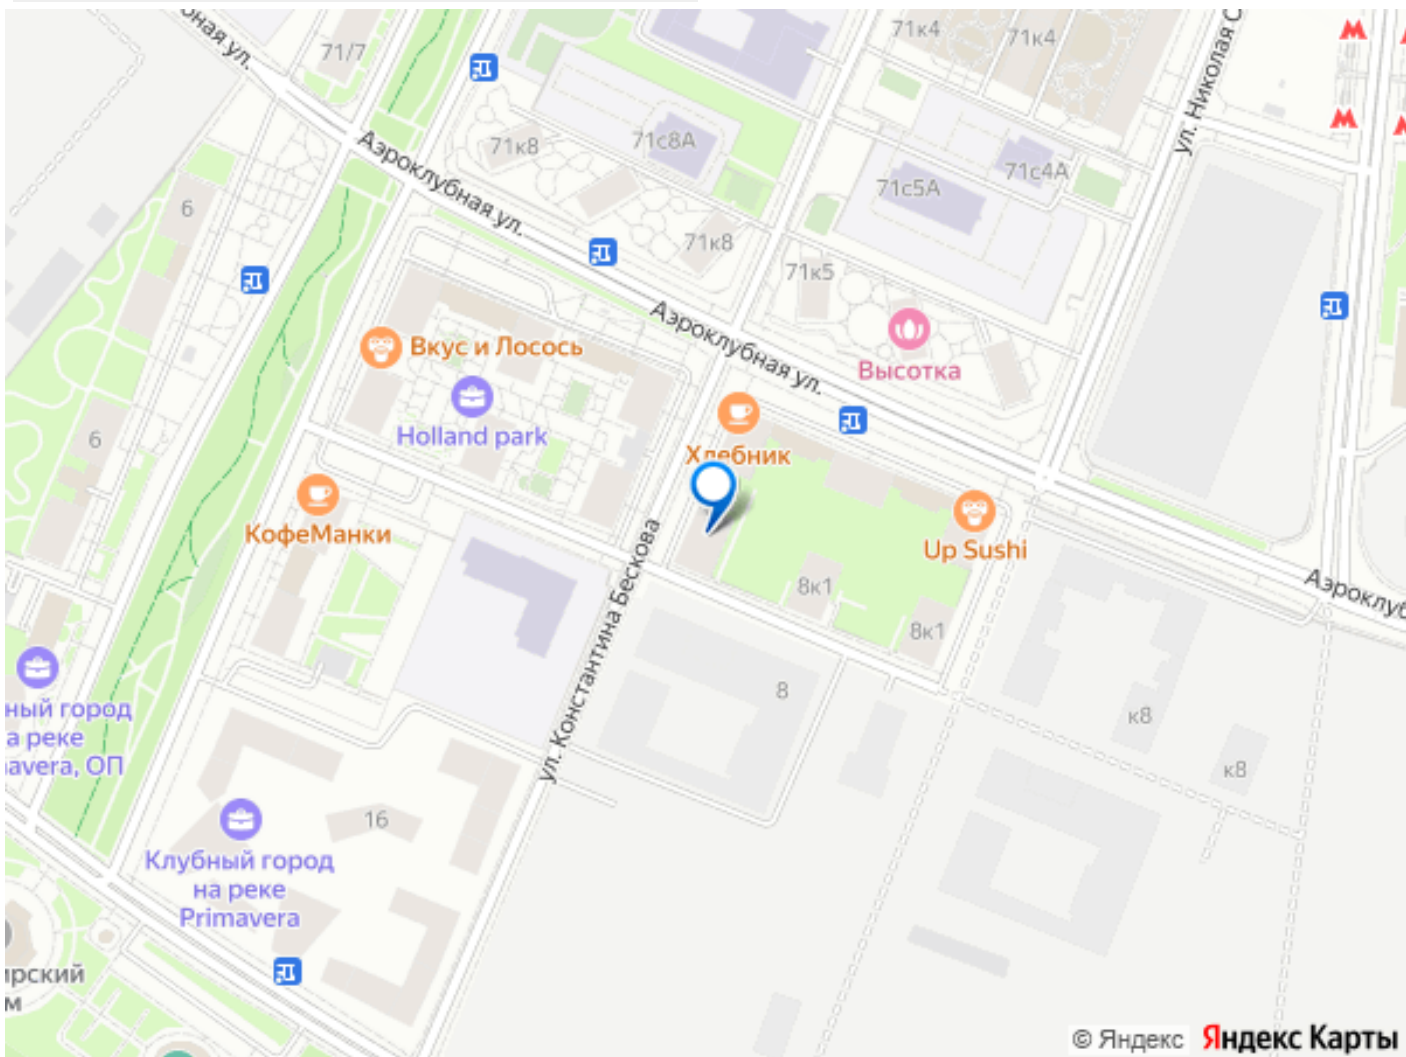 71/7
71к4
71к4
ул. Николая С
Аэроклубная ул.
71к8
71с8А
71с5А
71с4А
6
71к8
71к5
Аэроклубная ул.
Высотка
Вкус и Лосось
Holland park
Хлебник
6
КофеМанки
Up Sushi
ул. Константина Бескова
8к1
8к1
Аэроклуб
8
к8
к8
ный город
а реке
avera, ОП
16
Клубный город
на реке
Primavera
ирский
м
© Яндекс
Яндекс Карты